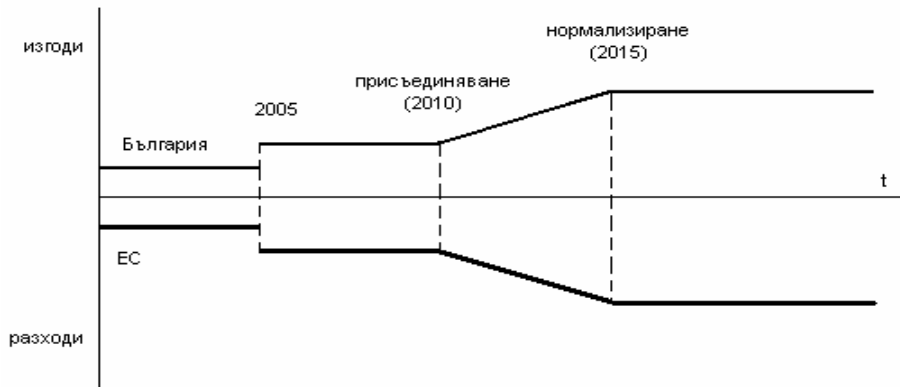 изгоди
нормализиране
(2015)
присъединяване
(2010)
2005
България
t
ЕС
разходи